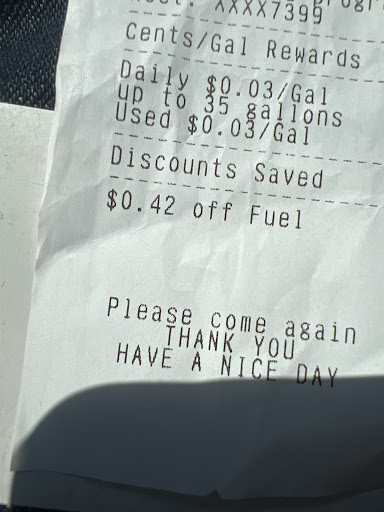 XXXX7399
Cents/Gal Rewards
Daily $0.03/Gal
up to 35 gallons
Used $0.03/Gal
Discounts Saved
$0.42 off Fuel
Please come again
THANK YOU
HAVE A NICE DAY